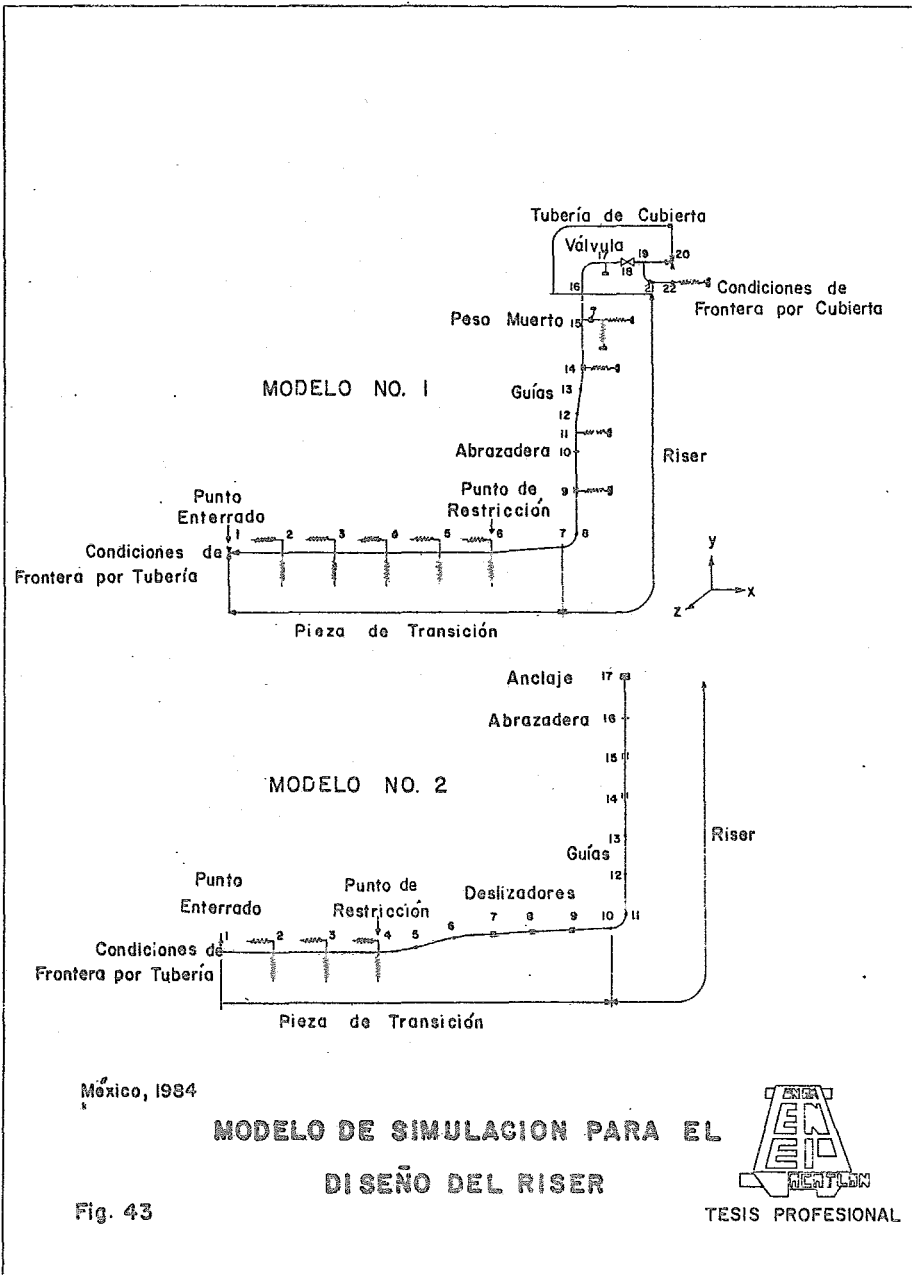 Tubería de Cubierta
Válvula
17
18
19
20
16
21
22
Condiciones de
Frontera por Cubierta
Peso Muerto
15
14
MODELO NO. 1
Guías
13
12
11
Abrazadera
10
Riser
Punto
Enterrado
Punto de
Restricción
9
1
2
3
4
5
6
7
8
Condiciones de
Frontera por Tubería
y
x
z
Pieza de Transición
Anclaje
17
Abrazadera
16
15
MODELO NO. 2
14
Riser
13
Guías
12
Punto
Enterrado
Punto de
Restricción
Deslizadores
1
2
3
4
5
6
7
8
9
10
11
Condiciones de
Frontera por Tubería
Pieza de Transición
México, 1984
MODELO DE SIMULACION PARA EL
DISEÑO DEL RISER
Fig. 43
ENEP
ACATLAN
TESIS PROFESIONAL